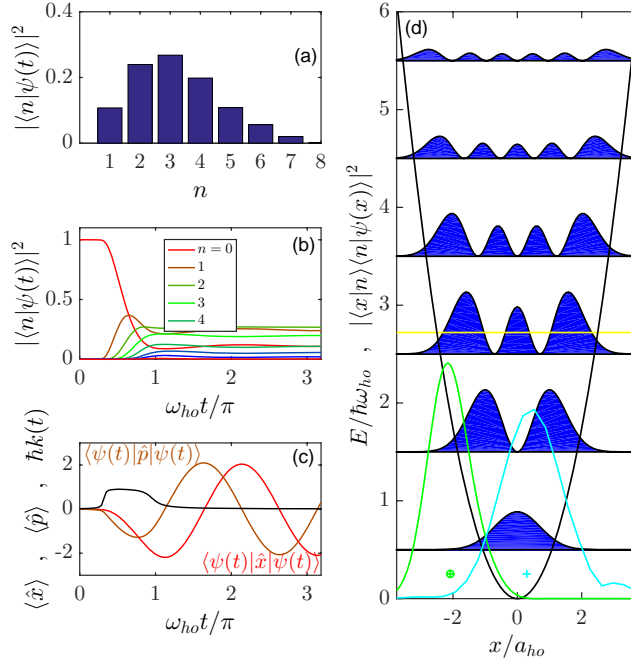 (a)
0.4
0.2
0
|⟨n|ψ(t)⟩|²
1 2 3 4 5 6 7 8
n
(b)
1
0.5
0
|⟨n|ψ(t)⟩|²
n = 0
1
2
3
4
0 1 2 3
ω_ho t/π
(c)
⟨ψ(t)|p̂|ψ(t)⟩
2
0
-2
⟨x̂⟩ , ⟨p̂⟩ , ħk(t)
⟨ψ(t)|x̂|ψ(t)⟩
0 1 2 3
ω_ho t/π
(d)
6
5
4
3
2
1
0
E/ħω_ho , |⟨x|n⟩⟨n|ψ(x)⟩|²
-2 0 2
x/a_ho